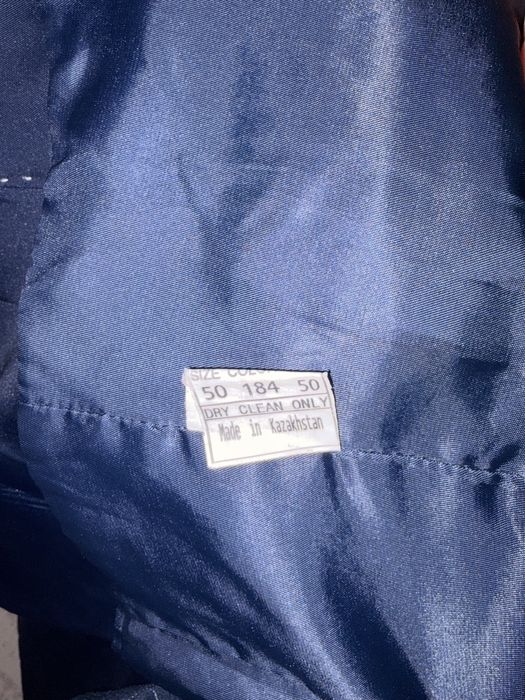 SIZE
50 184 50
DRY CLEAN ONLY
Made in Kazakhstan